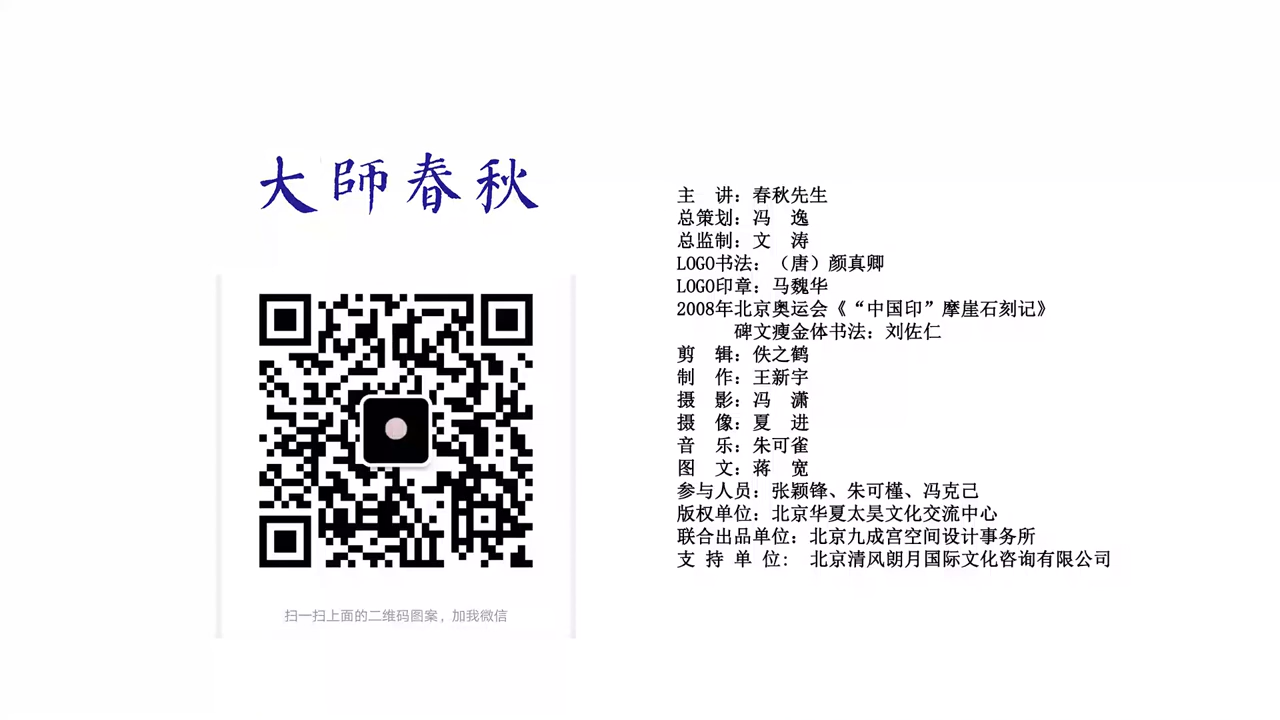 大師春秋
扫一扫上面的二维码图案，加我微信
主　讲：春秋先生
总策划：冯　逸
总监制：文　涛
LOGO书法：（唐）颜真卿
LOGO印章：马魏华
2008年北京奥运会《“中国印”摩崖石刻记》
碑文瘦金体书法：刘佐仁
剪　辑：佚之鹤
制　作：王新宇
摄　影：冯　潇
摄　像：夏　进
音　乐：朱可雀
图　文：蒋　宽
参与人员：张颖锋、朱可槿、冯克己
版权单位：北京华夏太昊文化交流中心
联合出品单位：北京九成宫空间设计事务所
支 持 单 位：　北京清风朗月国际文化咨询有限公司